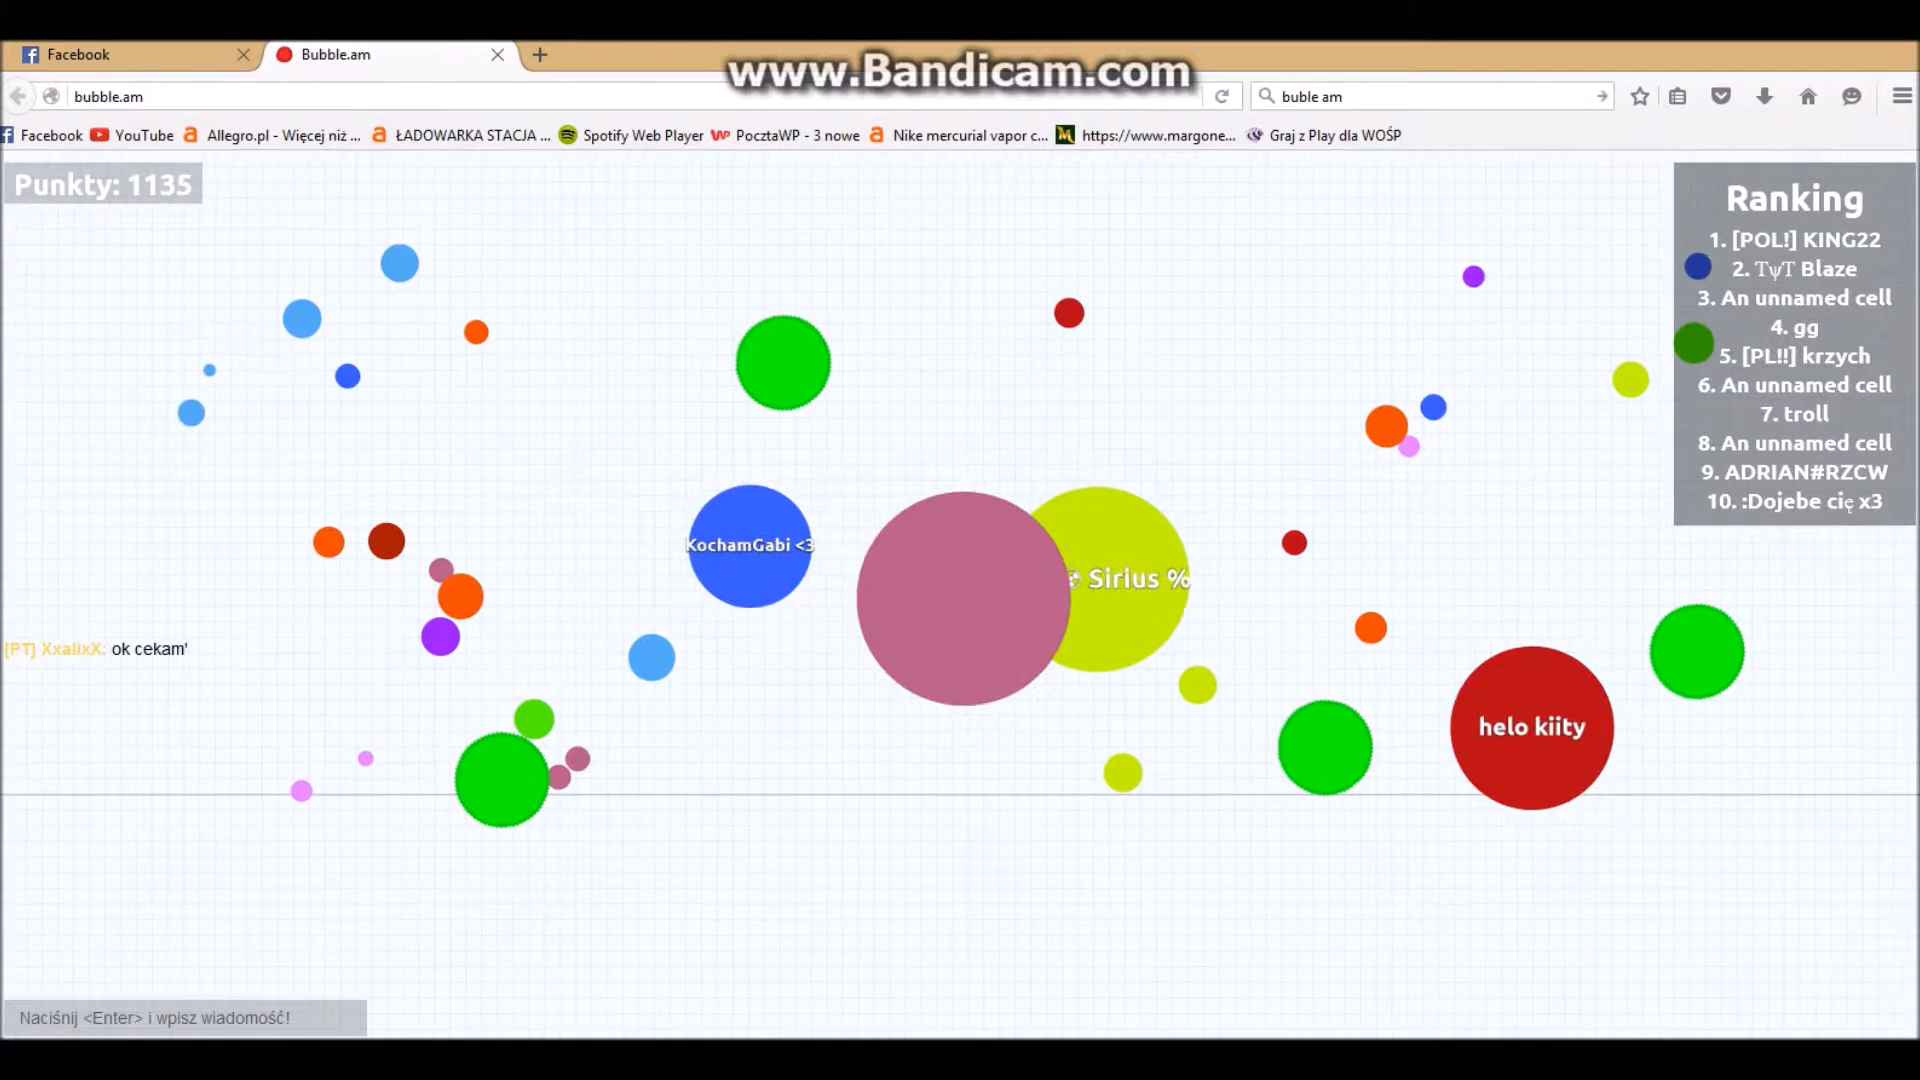 Facebook
Bubble.am
www.Bandicam.com
bubble.am
buble am
Facebook
YouTube
Allegro.pl - Więcej niż ...
ŁADOWARKA STACJA ...
Spotify Web Player
PocztaWP - 3 nowe
Nike mercurial vapor c...
https://www.margone...
Graj z Play dla WOŚP
Punkty: 1135
Ranking
1. [POL!] KING22
2. TψT Blaze
3. An unnamed cell
4. gg
5. [PL!!] krzych
6. An unnamed cell
7. troll
8. An unnamed cell
9. ADRIAN#RZCW
10. :Dojebe cię x3
KochamGabi <3
Sirius %
helo kiity
[PT] XxalixX: ok cekam'
Naciśnij <Enter> i wpisz wiadomość!